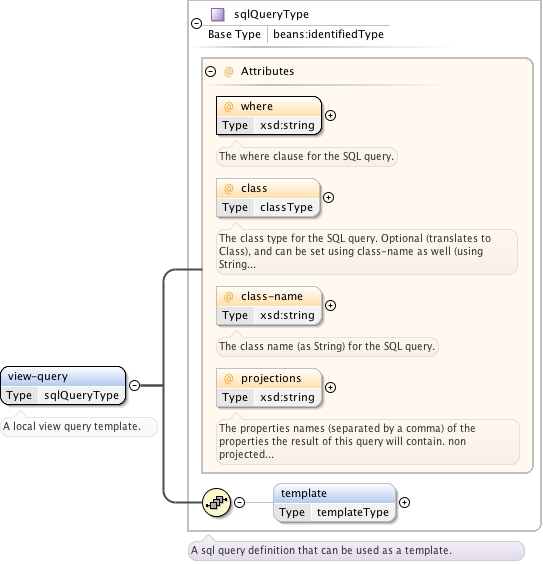 sqlQueryType
Base Type beans:identifiedType
@ Attributes
@ where
Type xsd:string
The where clause for the SQL query.
@ class
Type classType
The class type for the SQL query. Optional (translates to
Class), and can be set using class-name as well (using
String...
@ class-name
Type xsd:string
The class name (as String) for the SQL query.
view-query
Type sqlQueryType
A local view query template.
@ projections
Type xsd:string
The properties names (separated by a comma) of the
properties the result of this query will contain. non
projected...
template
Type templateType
A sql query definition that can be used as a template.